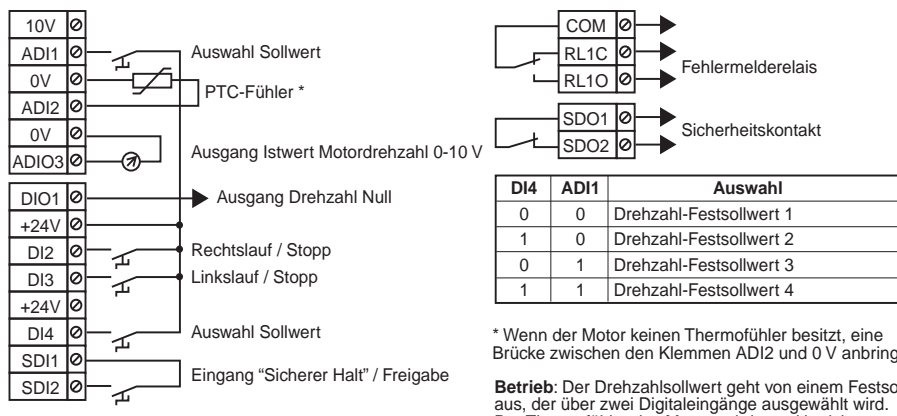 10V
ADI1 Auswahl Sollwert
0V
PTC-Fühler *
ADI2
0V
Ausgang Istwert Motordrehzahl 0-10 V
ADIO3
DIO1 Ausgang Drehzahl Null
+24V
DI2 Rechtslauf / Stopp
DI3 Linkslauf / Stopp
+24V
DI4 Auswahl Sollwert
SDI1
Eingang “Sicherer Halt” / Freigabe
SDI2
COM
RL1C
Fehlermelderelais
RL1O
SDO1
Sicherheitskontakt
SDO2
DI4 ADI1 Auswahl
0 0 Drehzahl-Festsollwert 1
1 0 Drehzahl-Festsollwert 2
0 1 Drehzahl-Festsollwert 3
1 1 Drehzahl-Festsollwert 4
* Wenn der Motor keinen Thermofühler besitzt, eine
Brücke zwischen den Klemmen ADI2 und 0 V anbring
Betrieb: Der Drehzahlsollwert geht von einem Festso
aus, der über zwei Digitaleingänge ausgewählt wird.